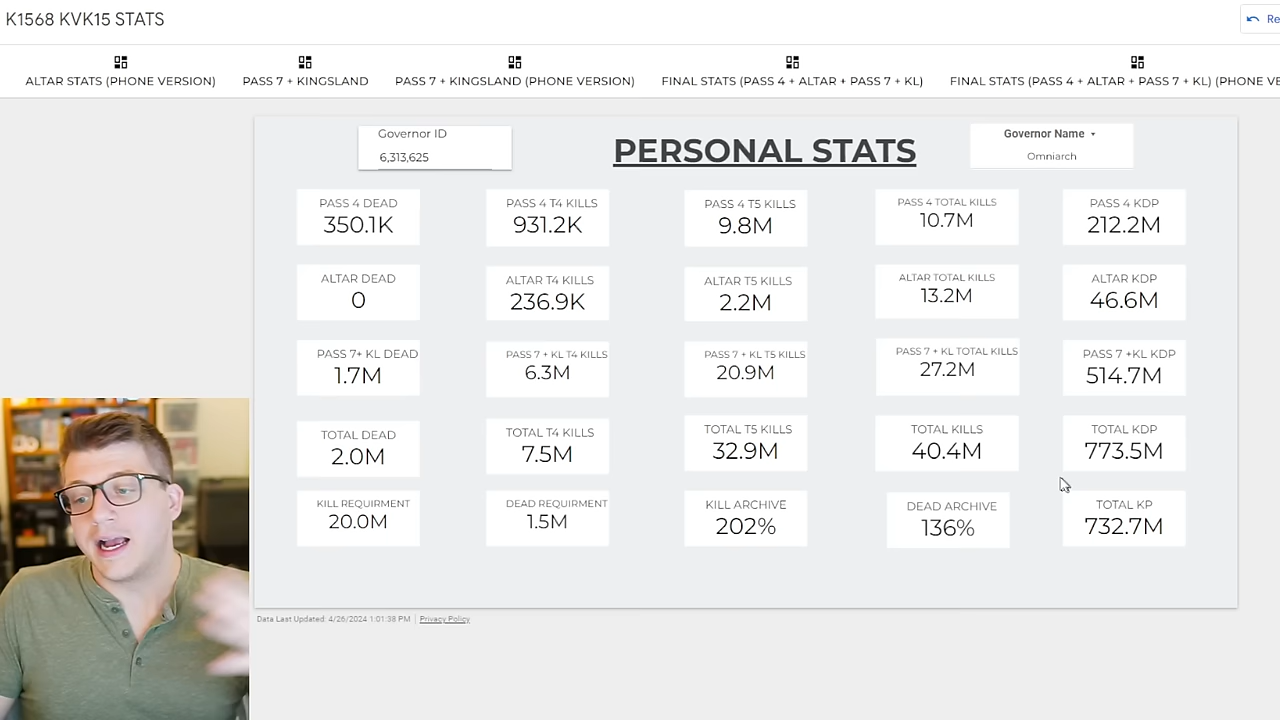 K1568 KVK15 STATS
Re
ALTAR STATS (PHONE VERSION)
PASS 7 + KINGSLAND
PASS 7 + KINGSLAND (PHONE VERSION)
FINAL STATS (PASS 4 + ALTAR + PASS 7 + KL)
FINAL STATS (PASS 4 + ALTAR + PASS 7 + KL) (PHONE VE
Governor ID
6,313,625
PERSONAL STATS
Governor Name
Omniarch
PASS 4 DEAD
350.1K
PASS 4 T4 KILLS
931.2K
PASS 4 T5 KILLS
9.8M
PASS 4 TOTAL KILLS
10.7M
PASS 4 KDP
212.2M
ALTAR DEAD
0
ALTAR T4 KILLS
236.9K
ALTAR T5 KILLS
2.2M
ALTAR TOTAL KILLS
13.2M
ALTAR KDP
46.6M
PASS 7+ KL DEAD
1.7M
PASS 7 + KL T4 KILLS
6.3M
PASS 7 + KL T5 KILLS
20.9M
PASS 7 + KL TOTAL KILLS
27.2M
PASS 7 +KL KDP
514.7M
TOTAL DEAD
2.0M
TOTAL T4 KILLS
7.5M
TOTAL T5 KILLS
32.9M
TOTAL KILLS
40.4M
TOTAL KDP
773.5M
KILL REQUIRMENT
20.0M
DEAD REQUIRMENT
1.5M
KILL ARCHIVE
202%
DEAD ARCHIVE
136%
TOTAL KP
732.7M
Data Last Updated: 4/26/2024 1:01:38 PM
Privacy Policy